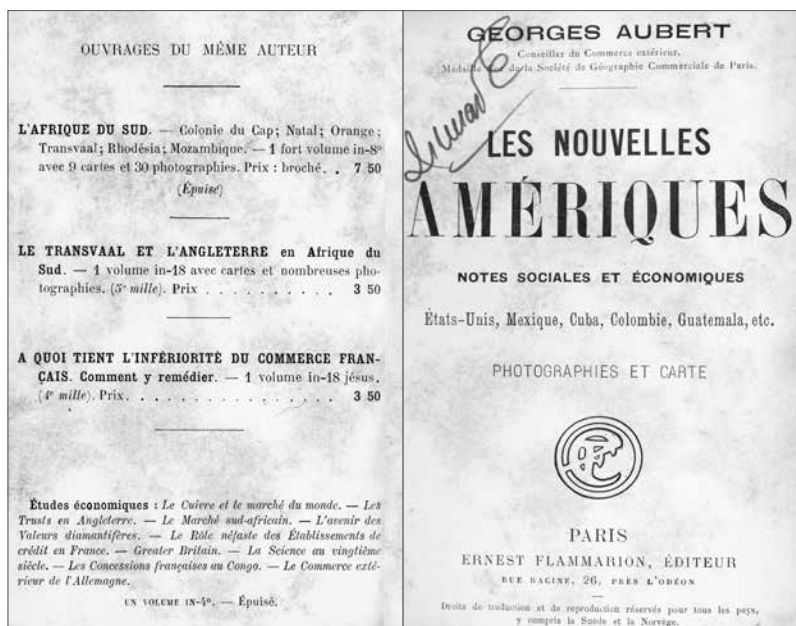 OUVRAGES DU MÊME AUTEUR
L'AFRIQUE DU SUD. — Colonie du Cap; Natal; Orange;
Transvaal; Rhodésia; Mozambique. — 1 fort volume in-8º
avec 9 cartes et 30 photographies. Prix : broché. . 7 50
(Épuisé)
LE TRANSVAAL ET L'ANGLETERRE en Afrique du
Sud. — 1 volume in-18 avec cartes et nombreuses pho-
tographies. (5e mille). Prix . . . . . . . . . . 3 50
A QUOI TIENT L'INFÉRIORITÉ DU COMMERCE FRAN-
ÇAIS. Comment y remédier. — 1 volume in-18 jésus.
(4e mille). Prix. . . . . . . . . . . . . . . . 3 50
Études économiques : Le Cuivre et le marché du monde. — Les
Trusts en Angleterre. — Le Marché sud-africain. — L'avenir des
Valeurs diamantifères. — Le Rôle néfaste des Établissements de
crédit en France. — Greater Britain. — La Science au vingtième
siècle. — Les Concessions françaises au Congo. — Le Commerce exté-
rieur de l'Allemagne.
UN VOLUME IN-4º. — Épuisé.
GEORGES AUBERT
Conseiller du Commerce extérieur.
Médaille de la Société de Géographie Commerciale de Paris.
LES NOUVELLES
AMÉRIQUES
NOTES SOCIALES ET ÉCONOMIQUES
États-Unis, Mexique, Cuba, Colombie, Guatemala, etc.
PHOTOGRAPHIES ET CARTE
PARIS
ERNEST FLAMMARION, ÉDITEUR
RUE RACINE, 26, PRÈS L'ODÉON
Droits de traduction et de reproduction réservés pour tous les pays,
y compris la Suède et la Norvège.